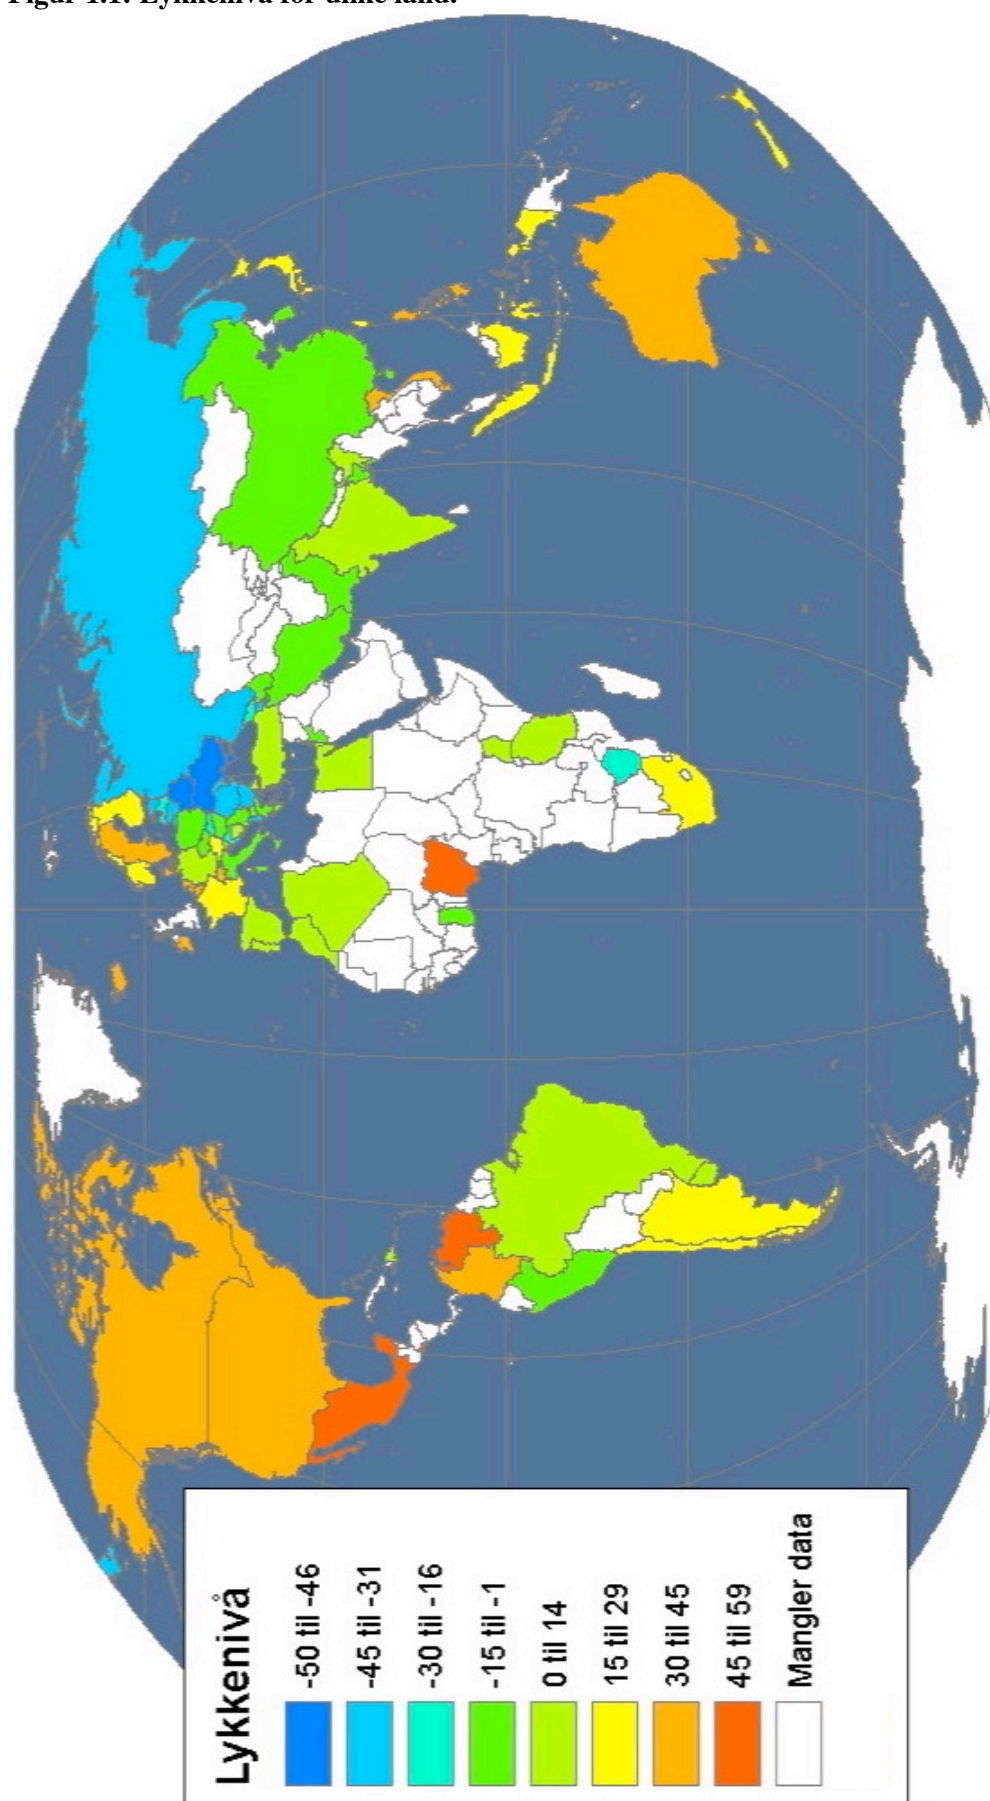 Figur 1.1. Lykkenivå for ulike land.
Lykkenivå
-50 til -46
-45 til -31
-30 til -16
-15 til -1
0 til 14
15 til 29
30 til 45
45 til 59
Mangler data